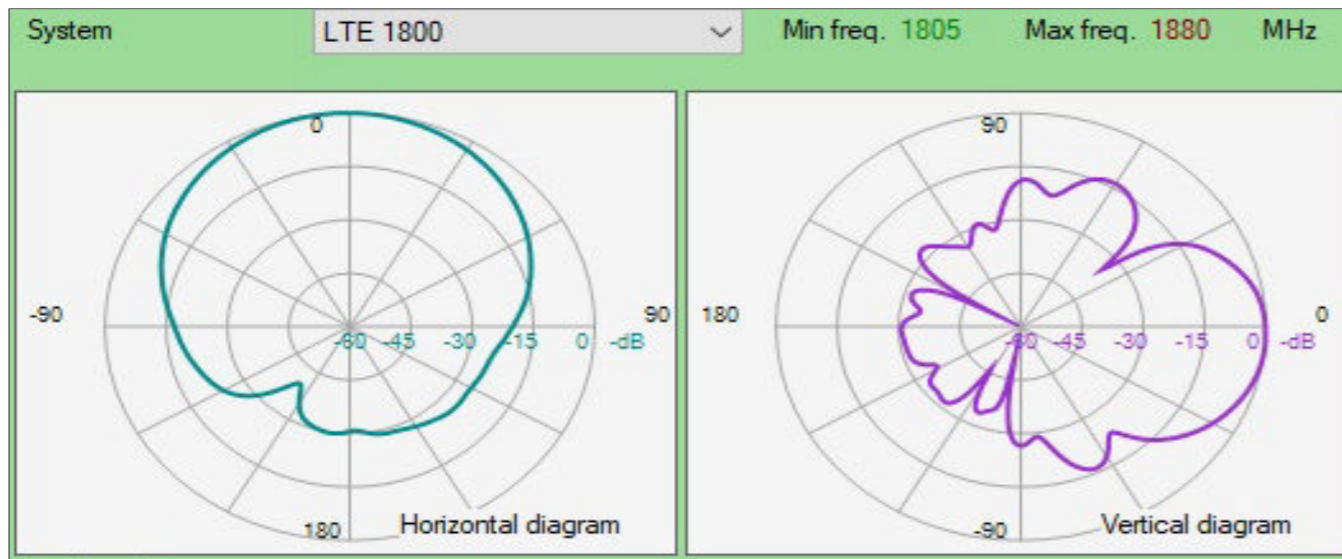 System LTE 1800 Min freq. 1805 Max freq. 1880 MHz
0
-90 90
-60 -45 -30 -15 0 -dB
180 Horizontal diagram
90
180 0
-60 -45 -30 -15 0 -dB
-90 Vertical diagram